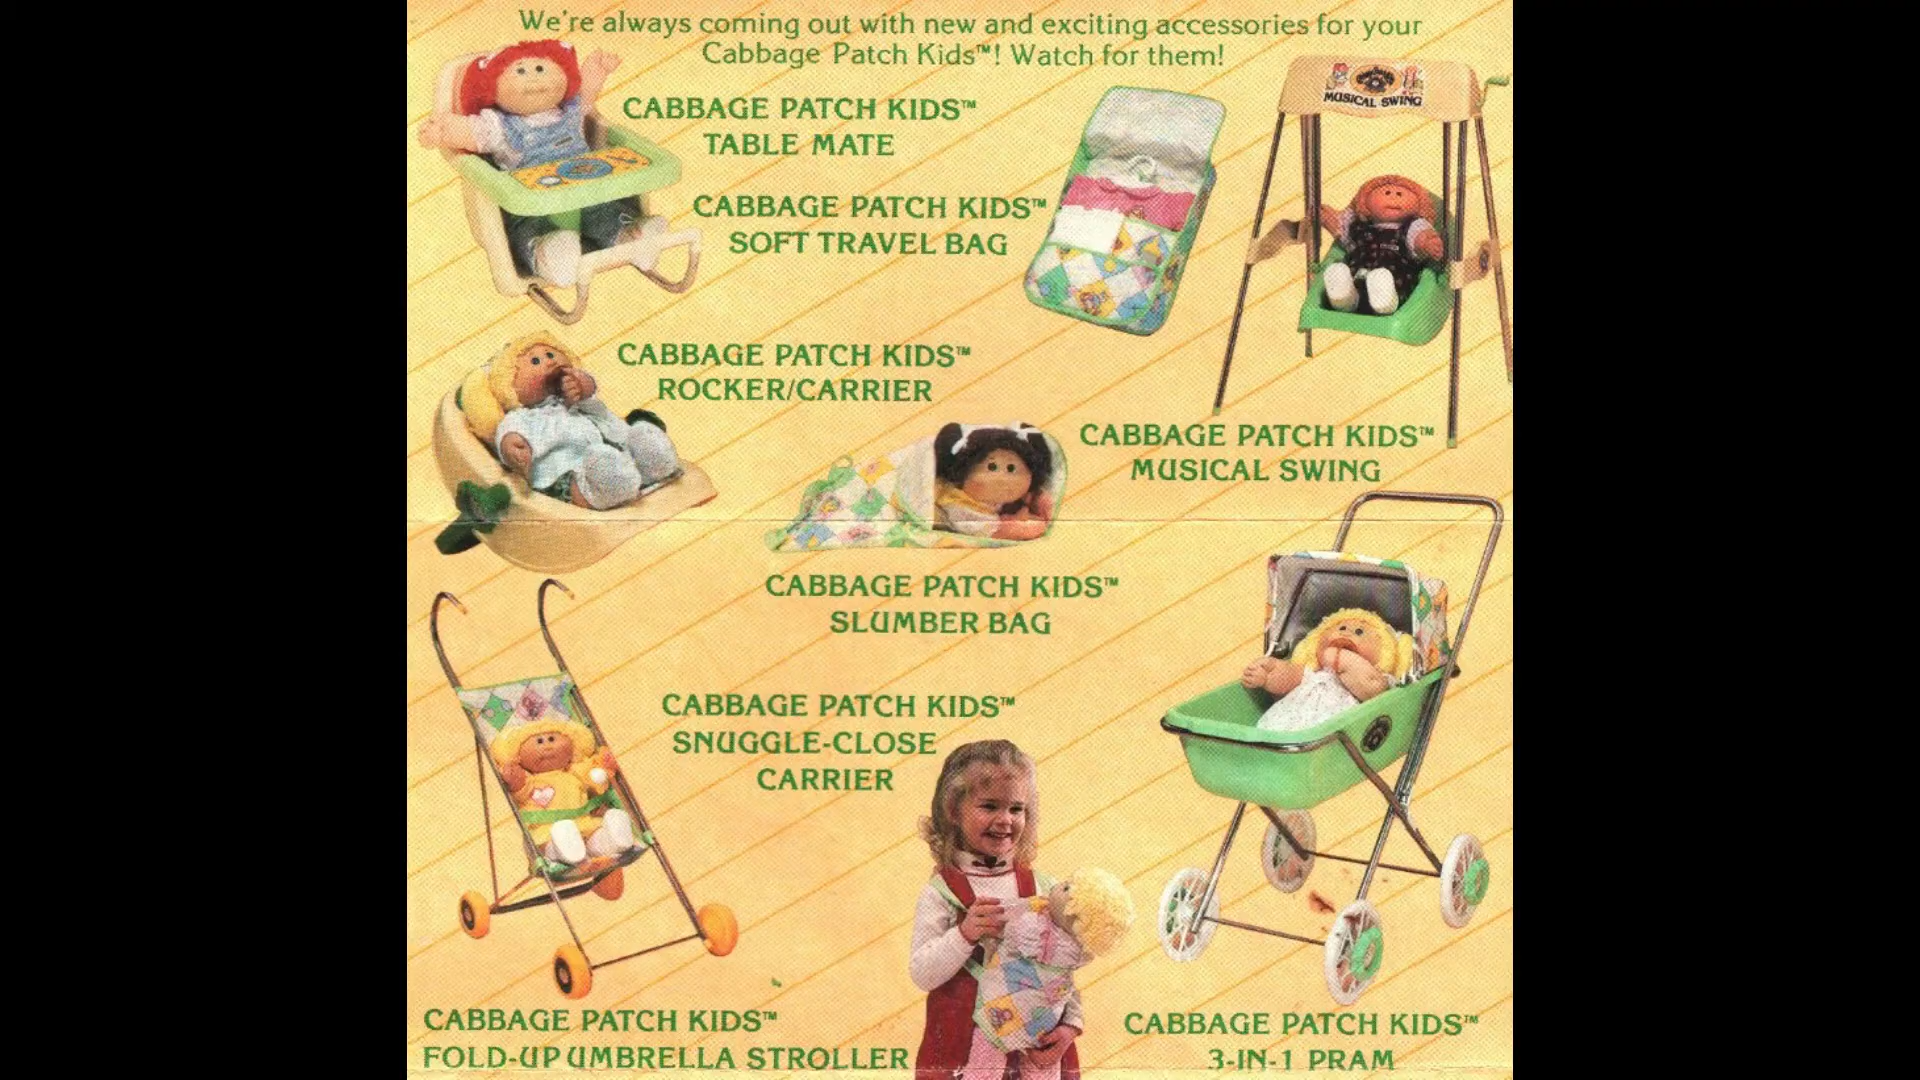 We're always coming out with new and exciting accessories for your
Cabbage Patch Kids™! Watch for them!
MUSICAL SWING
CABBAGE PATCH KIDS™
TABLE MATE
CABBAGE PATCH KIDS™
SOFT TRAVEL BAG
CABBAGE PATCH KIDS™
ROCKER/CARRIER
CABBAGE PATCH KIDS™
MUSICAL SWING
CABBAGE PATCH KIDS™
SLUMBER BAG
CABBAGE PATCH KIDS™
SNUGGLE-CLOSE
CARRIER
CABBAGE PATCH KIDS™
FOLD-UP UMBRELLA STROLLER
CABBAGE PATCH KIDS™
3-IN-1 PRAM